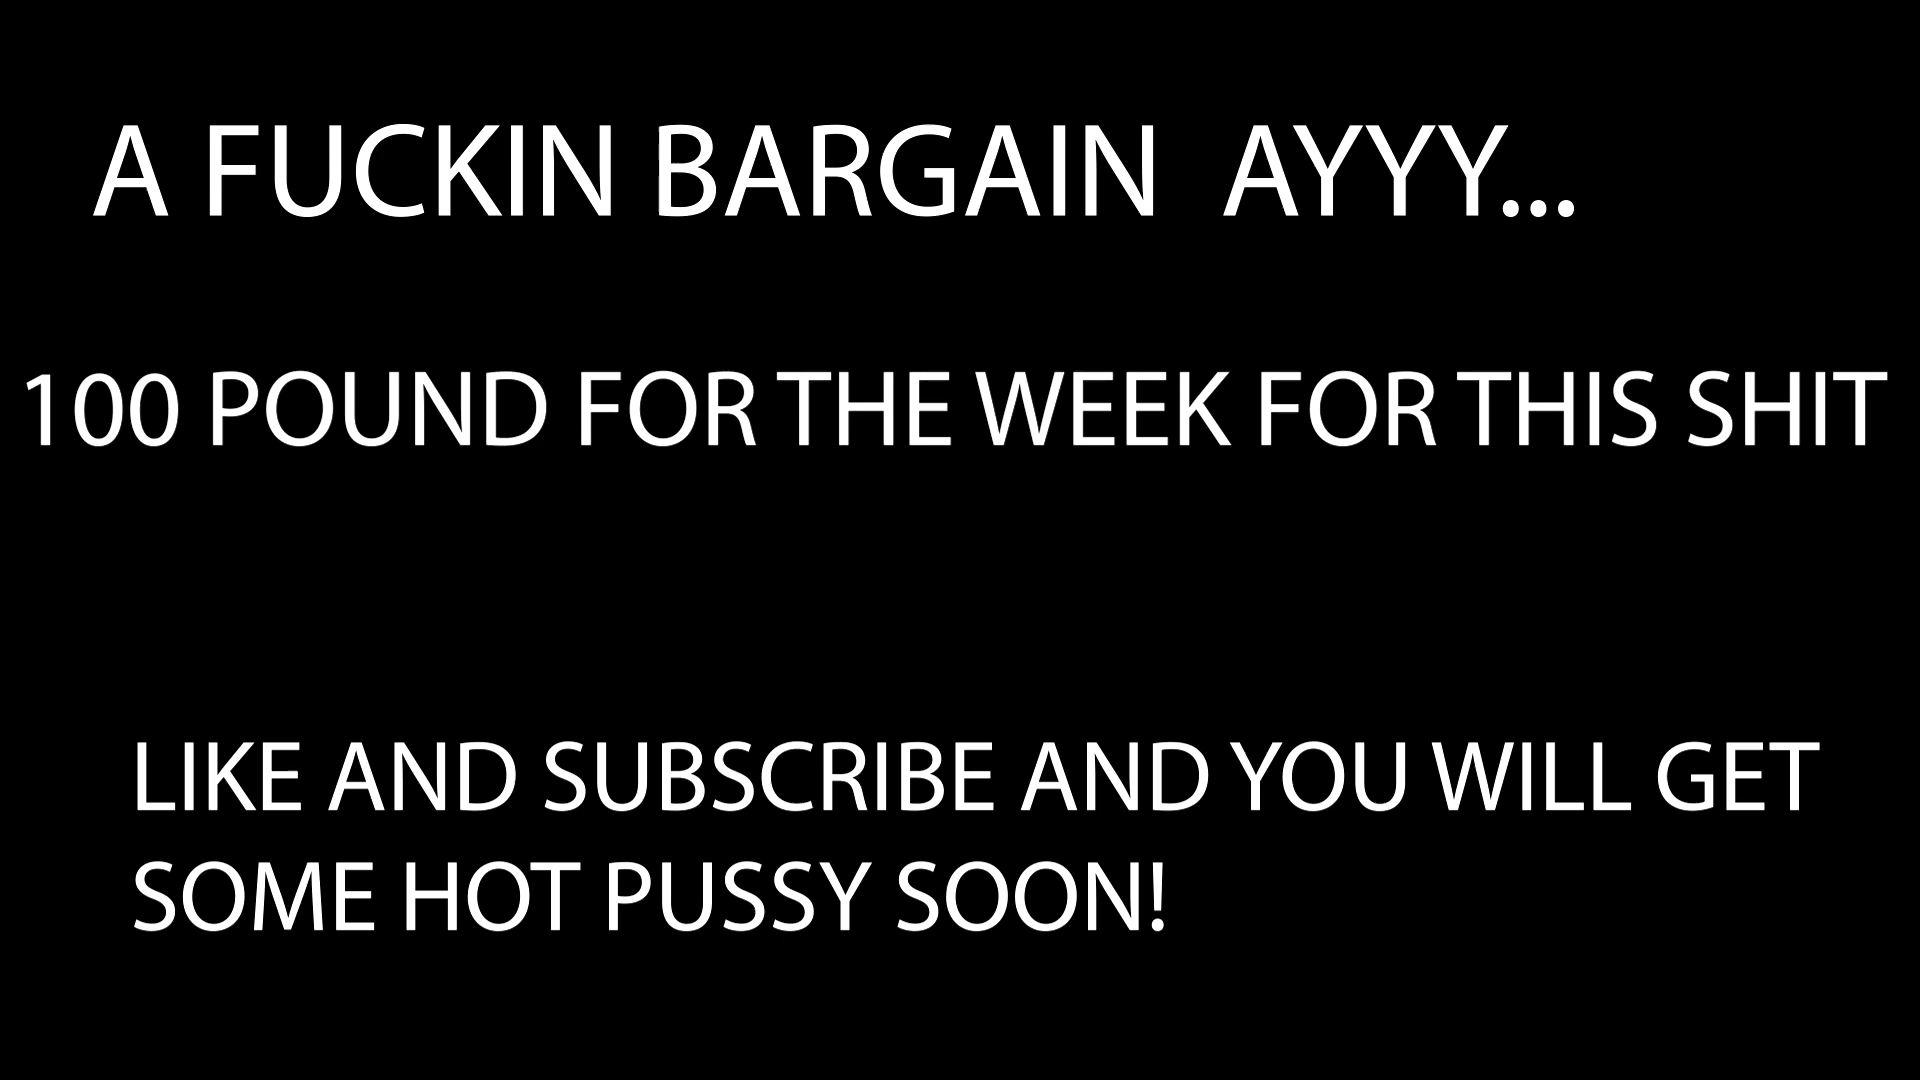 A FUCKIN BARGAIN  AYYY...
100 POUND FOR THE WEEK FOR THIS SHIT
LIKE AND SUBSCRIBE AND YOU WILL GET
SOME HOT PUSSY SOON!